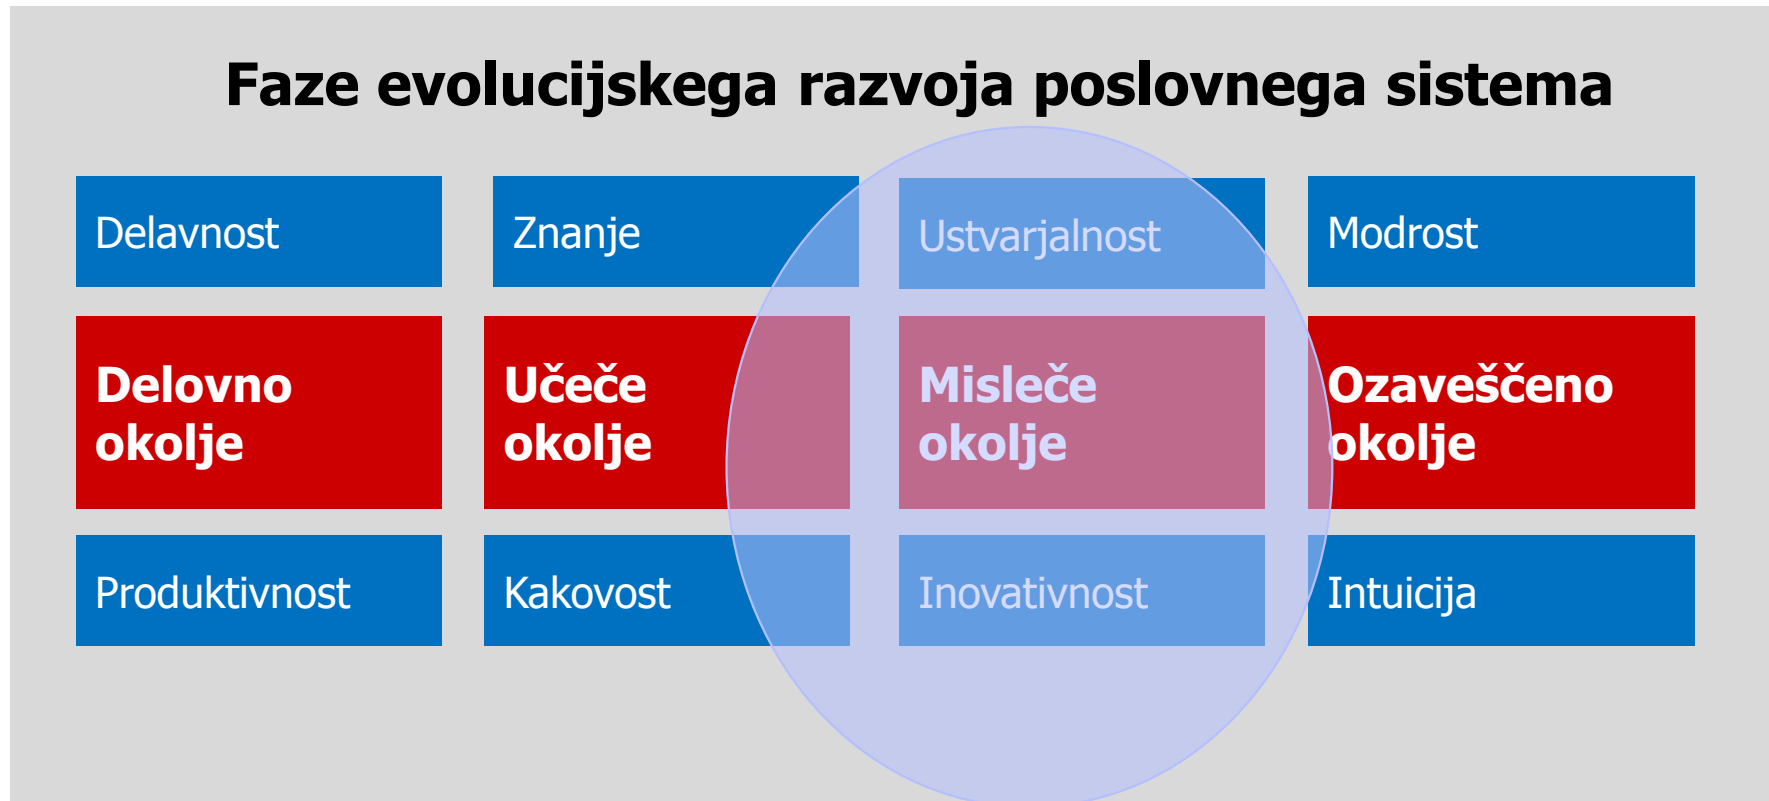 Faze evolucijskega razvoja poslovnega sistema
Delavnost
Znanje
Ustvarjalnost
Modrost
Delovno
okolje
Učeče
okolje
Misleče
okolje
Ozaveščeno
okolje
Produktivnost
Kakovost
Inovativnost
Intuicija